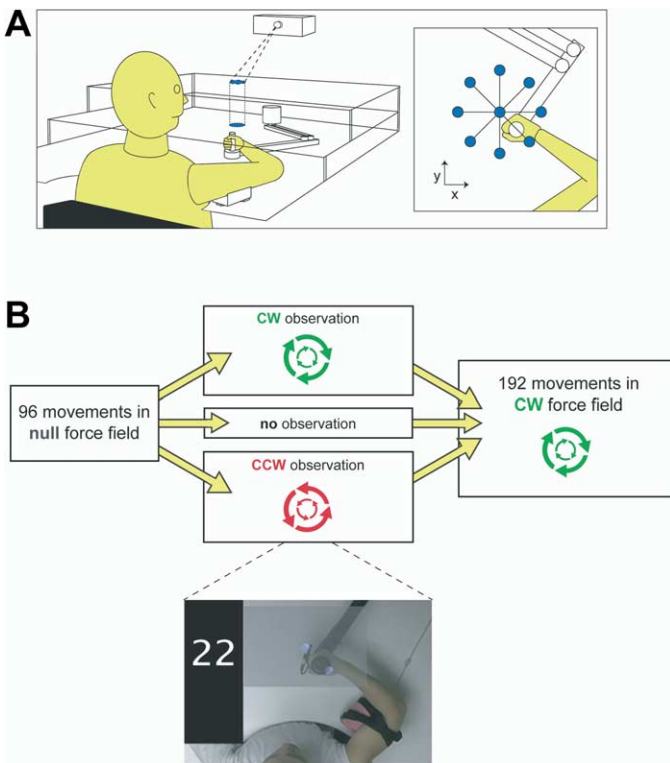 A
y
x
B
CW observation
96 movements in
null force field
no observation
192 movements in
CW force field
CCW observation
22